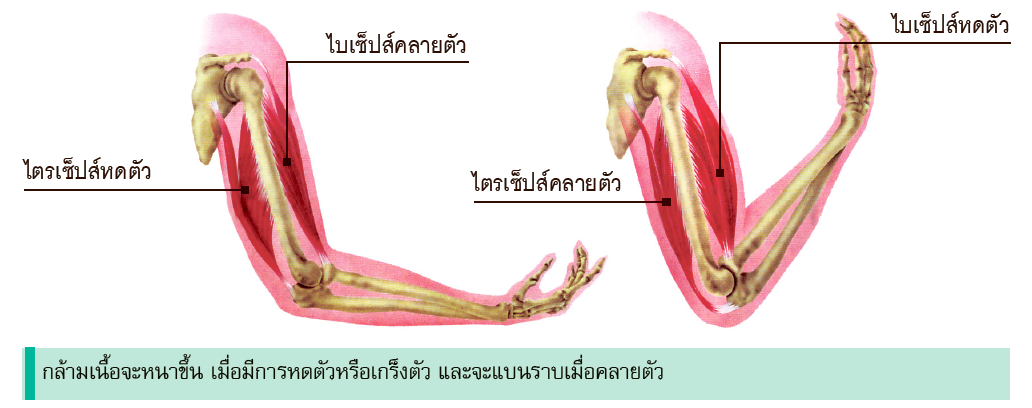 ไบเซ็ปส์คลายตัว
ไตรเซ็ปส์หดตัว
ไบเซ็ปส์หดตัว
ไตรเซ็ปส์คลายตัว
กล้ามเนื้อจะหนาขึ้น เมื่อมีการหดตัวหรือเกร็งตัว และจะแบนราบเมื่อคลายตัว